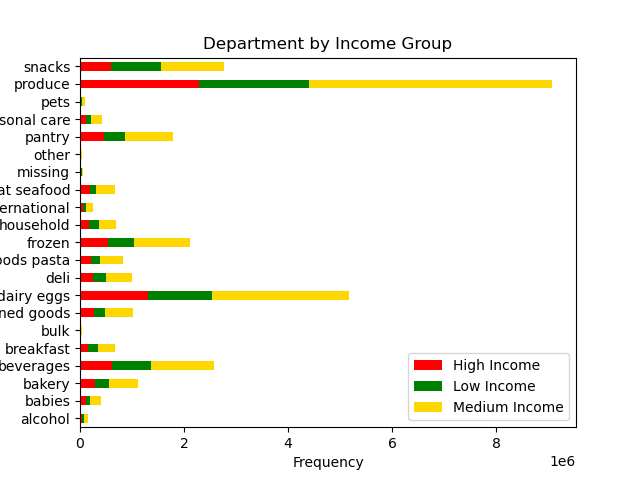 Department by Income Group
snacks
produce
pets
sonal care
pantry
other
missing
at seafood
ernational
household
frozen
oods pasta
deli
dairy eggs
ned goods
bulk
breakfast
beverages
bakery
babies
alcohol
High Income
Low Income
Medium Income
0 2 4 6 8
1e6
Frequency